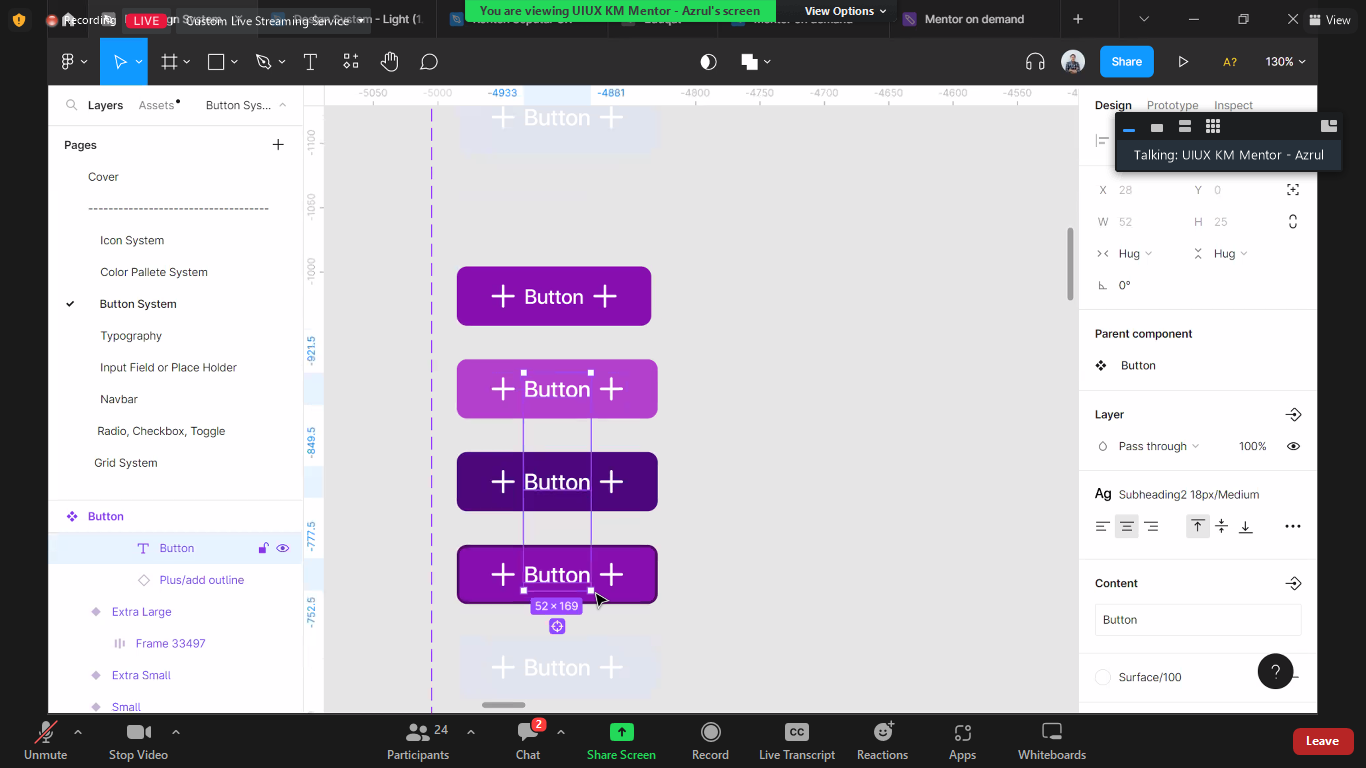 You are viewing UIUX KM Mentor - Azrul's screen
View Options
Recording
LIVE
Custom Live Streaming Service
Mentor on demand
View
Share
A?
130%
Layers
Assets
Button Sys...
-5050
-5000
-4933
-4881
-4800
-4750
-4700
-4650
-4600
-4550
Design
Prototype
Inspect
Talking: UIUX KM Mentor - Azrul
Pages
Cover
Icon System
Color Pallete System
Button System
Typography
Input Field or Place Holder
Navbar
Radio, Checkbox, Toggle
Grid System
Button
Button
Plus/add outline
Extra Large
Frame 33497
Extra Small
Small
-1100
-1050
-1000
-921.5
-849.5
-777.5
-752.5
Button
Button
Button
Button
Button
52 × 169
Button
X 28
Y 0
W 52
H 25
Hug
Hug
0°
Parent component
Button
Layer
Pass through
100%
Ag
Subheading2 18px/Medium
Content
Button
Surface/100
?
Unmute
Stop Video
Participants
24
Chat
2
Share Screen
Record
CC
Live Transcript
Reactions
Apps
Whiteboards
Leave